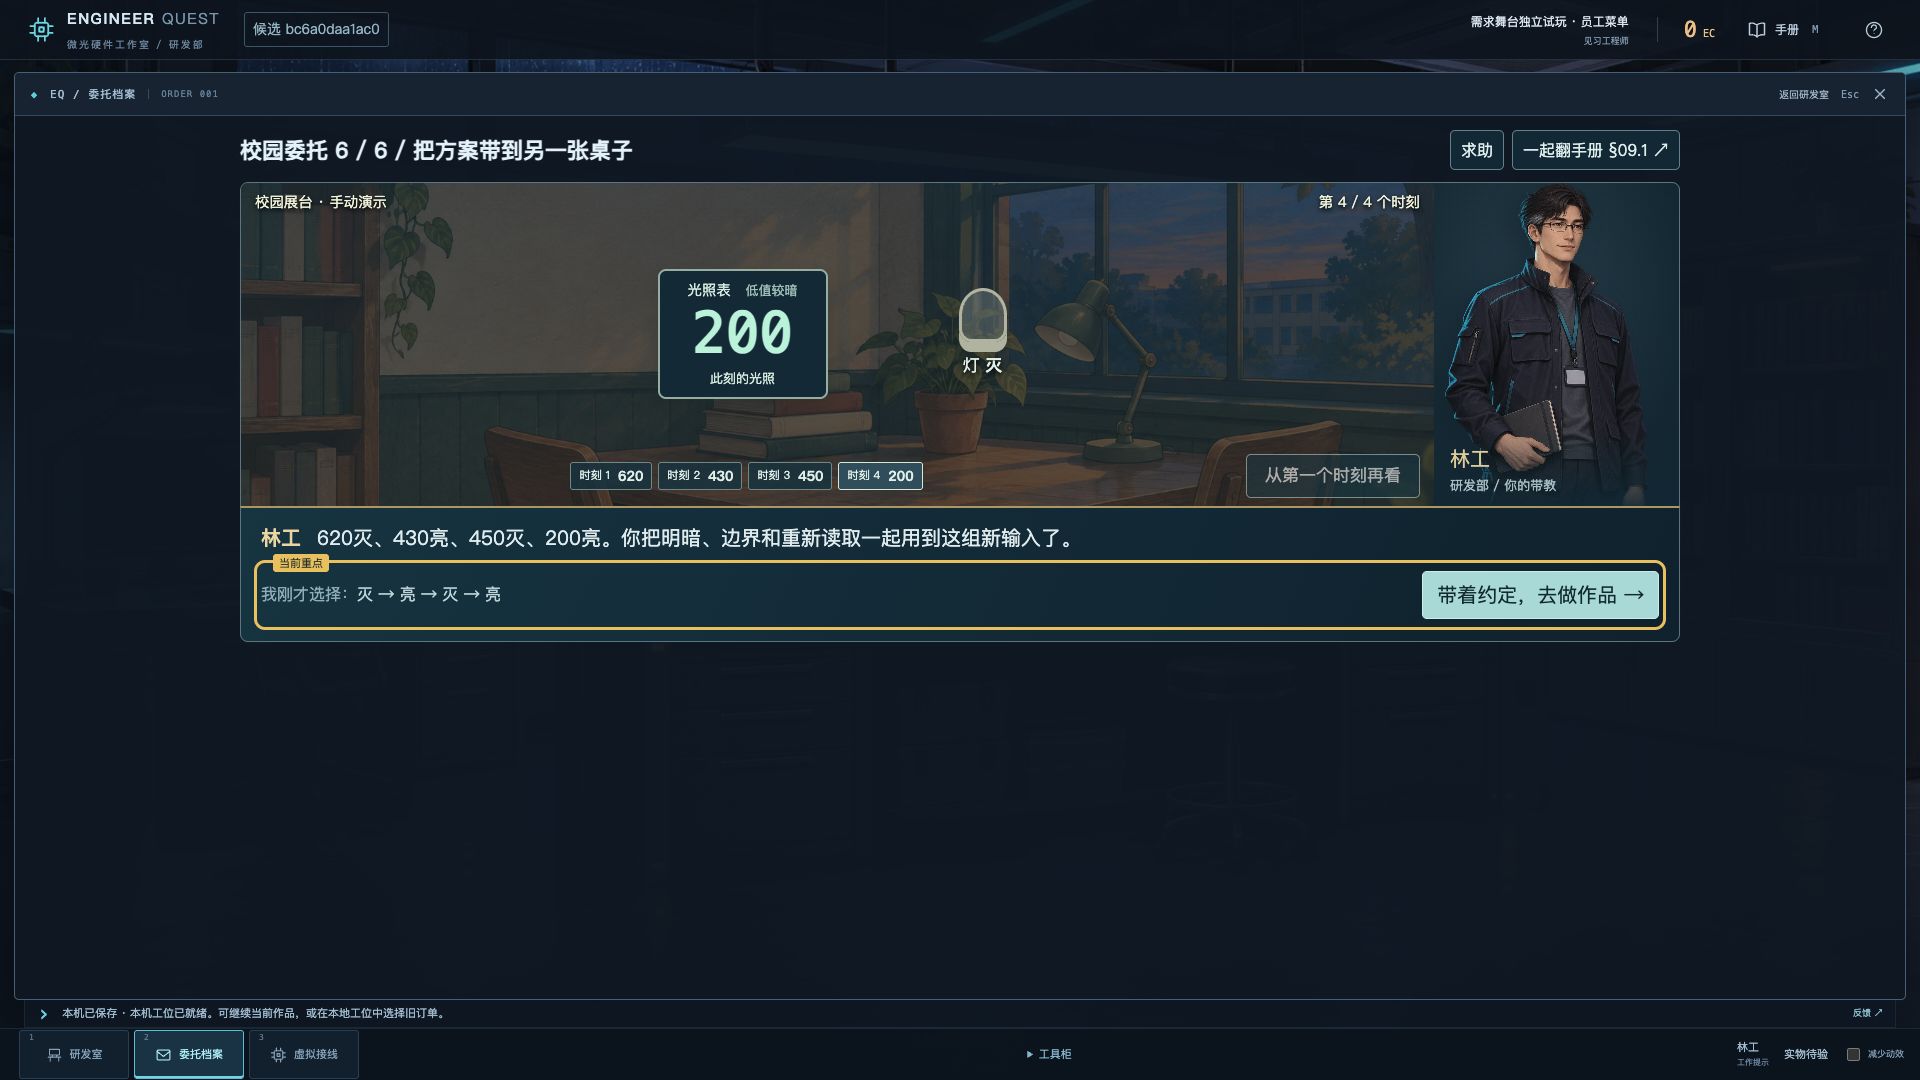 ENGINEER QUEST
微光硬件工作室 / 研发部
候选 bc6a0daa1ac0
需求舞台独立试玩 · 员工菜单
见习工程师
0 EC
手册 M
EQ / 委托档案 | ORDER 001
返回研发室 Esc
校园委托 6 / 6 / 把方案带到另一张桌子
求助
一起翻手册 §09.1 ↗
校园展台 · 手动演示
第 4 / 4 个时刻
光照表 低值较暗
200
此刻的光照
灯 灭
时刻 1 620
时刻 2 430
时刻 3 450
时刻 4 200
从第一个时刻再看
林工
研发部 / 你的带教
林工 620灭、430亮、450灭、200亮。你把明暗、边界和重新读取一起用到这组新输入了。
当前重点
我刚才选择：灭 → 亮 → 灭 → 亮
带着约定，去做作品 →
本机已保存 · 本机工位已就绪。可继续当前作品，或在本地工位中选择旧订单。
反馈 ↗
1 研发室
2 委托档案
3 虚拟接线
工具柜
林工
工作提示
实物待验
减少动效